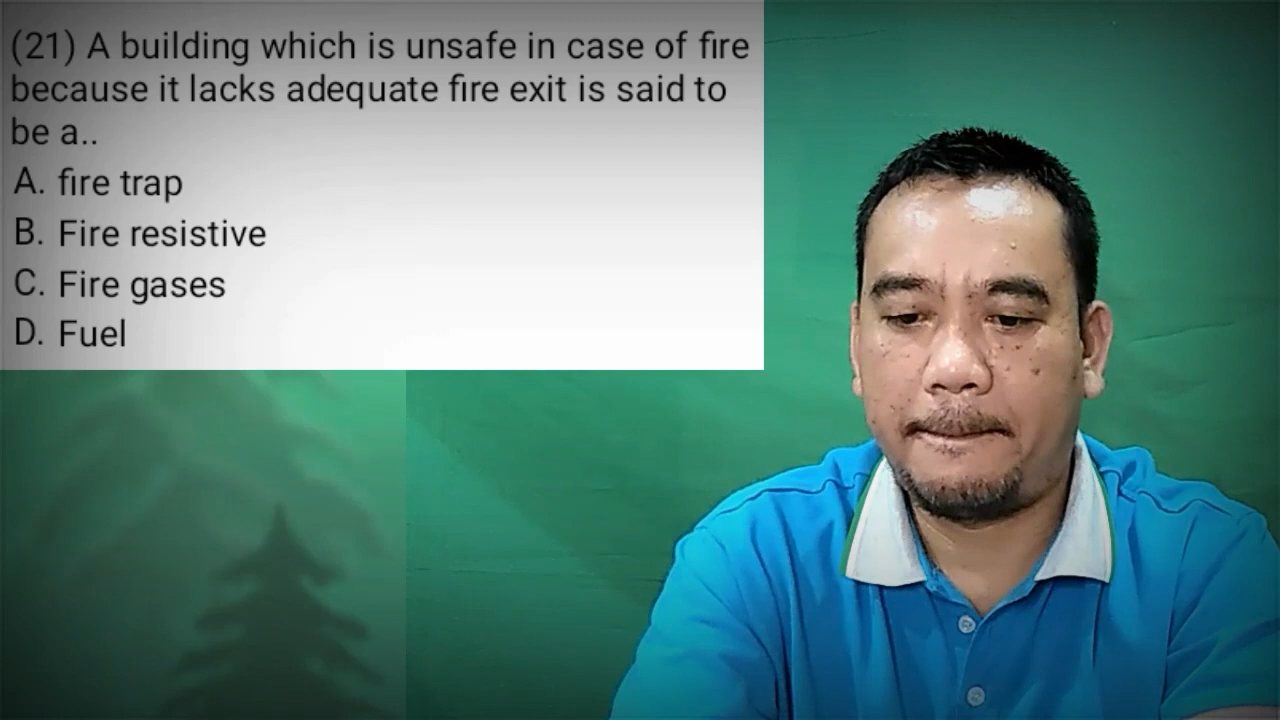 (21) A building which is unsafe in case of fire
because it lacks adequate fire exit is said to
be a..
A. fire trap
B. Fire resistive
C. Fire gases
D. Fuel